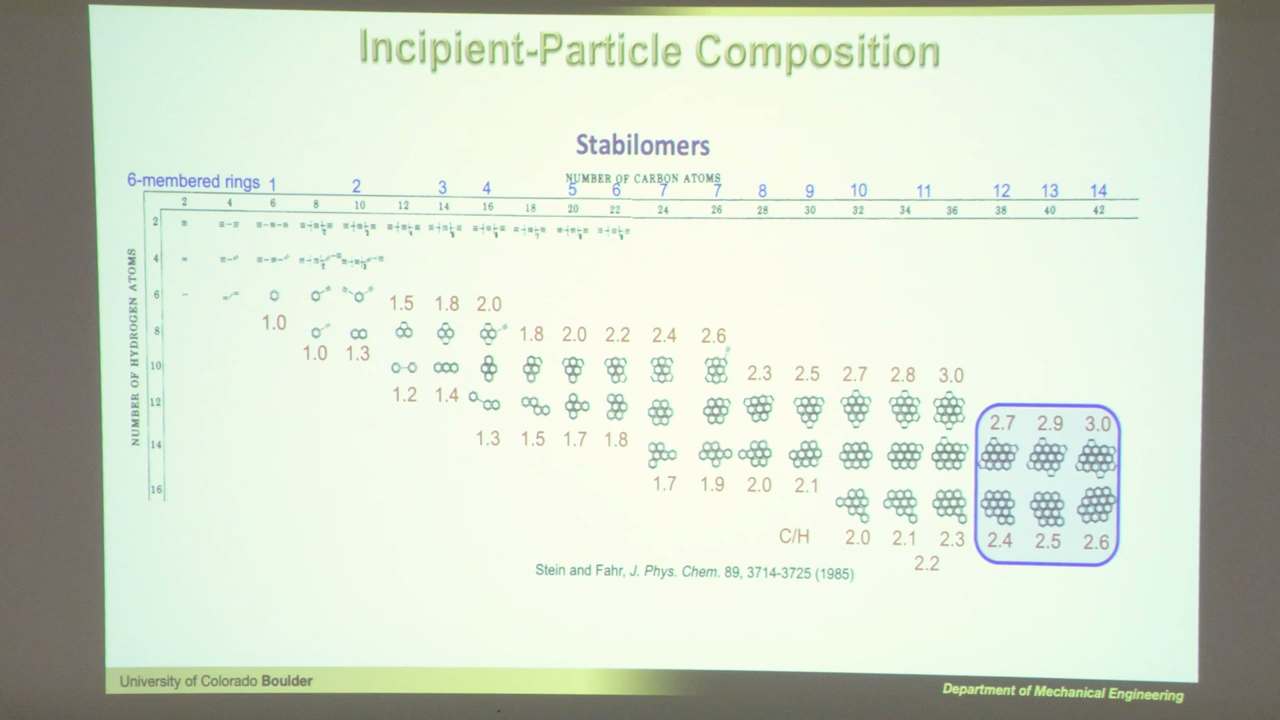 Incipient-Particle Composition
Stabilomers
NUMBER OF CARBON ATOMS
6-membered rings 1 2 3 4 5 6 7 7 8 9 10 11 12 13 14
2 4 6 8 10 12 14 16 18 20 22 24 26 28 30 32 34 36 38 40 42
NUMBER OF HYDROGEN ATOMS
2
4
6
1.5 1.8 2.0
1.0
8
1.8 2.0 2.2 2.4 2.6
1.0 1.3
10
2.3 2.5 2.7 2.8 3.0
1.2 1.4
12
2.7 2.9 3.0
1.3 1.5 1.7 1.8
14
1.7 1.9 2.0 2.1
16
C/H 2.0 2.1 2.3 2.4 2.5 2.6
2.2
Stein and Fahr, J. Phys. Chem. 89, 3714-3725 (1985)
University of Colorado Boulder
Department of Mechanical Engineering